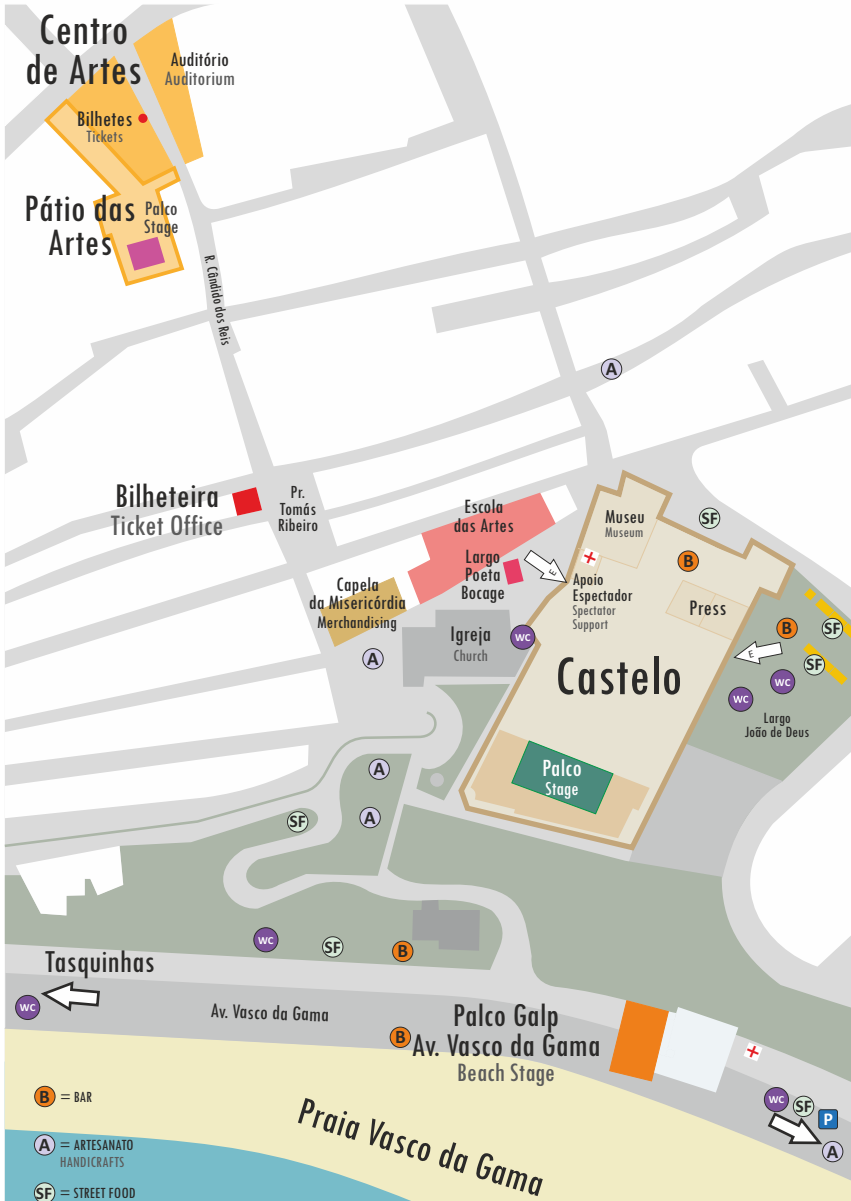 Centro
de Artes
Auditório
Auditorium
Bilhetes
Tickets
Pátio das
Artes
Palco
Stage
R. Cândido dos Reis
A
Bilheteira
Ticket Office
Pr.
Tomás
Ribeiro
Escola
das Artes
Museu
Museum
SF
B
Largo
Poeta
Bocage
E
Apoio
Espectador
Spectator
Support
Press
Capela
da Misericórdia
Merchandising
Igreja
Church
WC
A
B
SF
E
SF
WC
WC
Castelo
Largo
João de Deus
Palco
Stage
A
A
SF
WC
SF
B
Tasquinhas
WC
Av. Vasco da Gama
B
Palco Galp
Av. Vasco da Gama
Beach Stage
WC
SF
P
A
Praia Vasco da Gama
B = BAR
A = ARTESANATO
HANDICRAFTS
SF = STREET FOOD